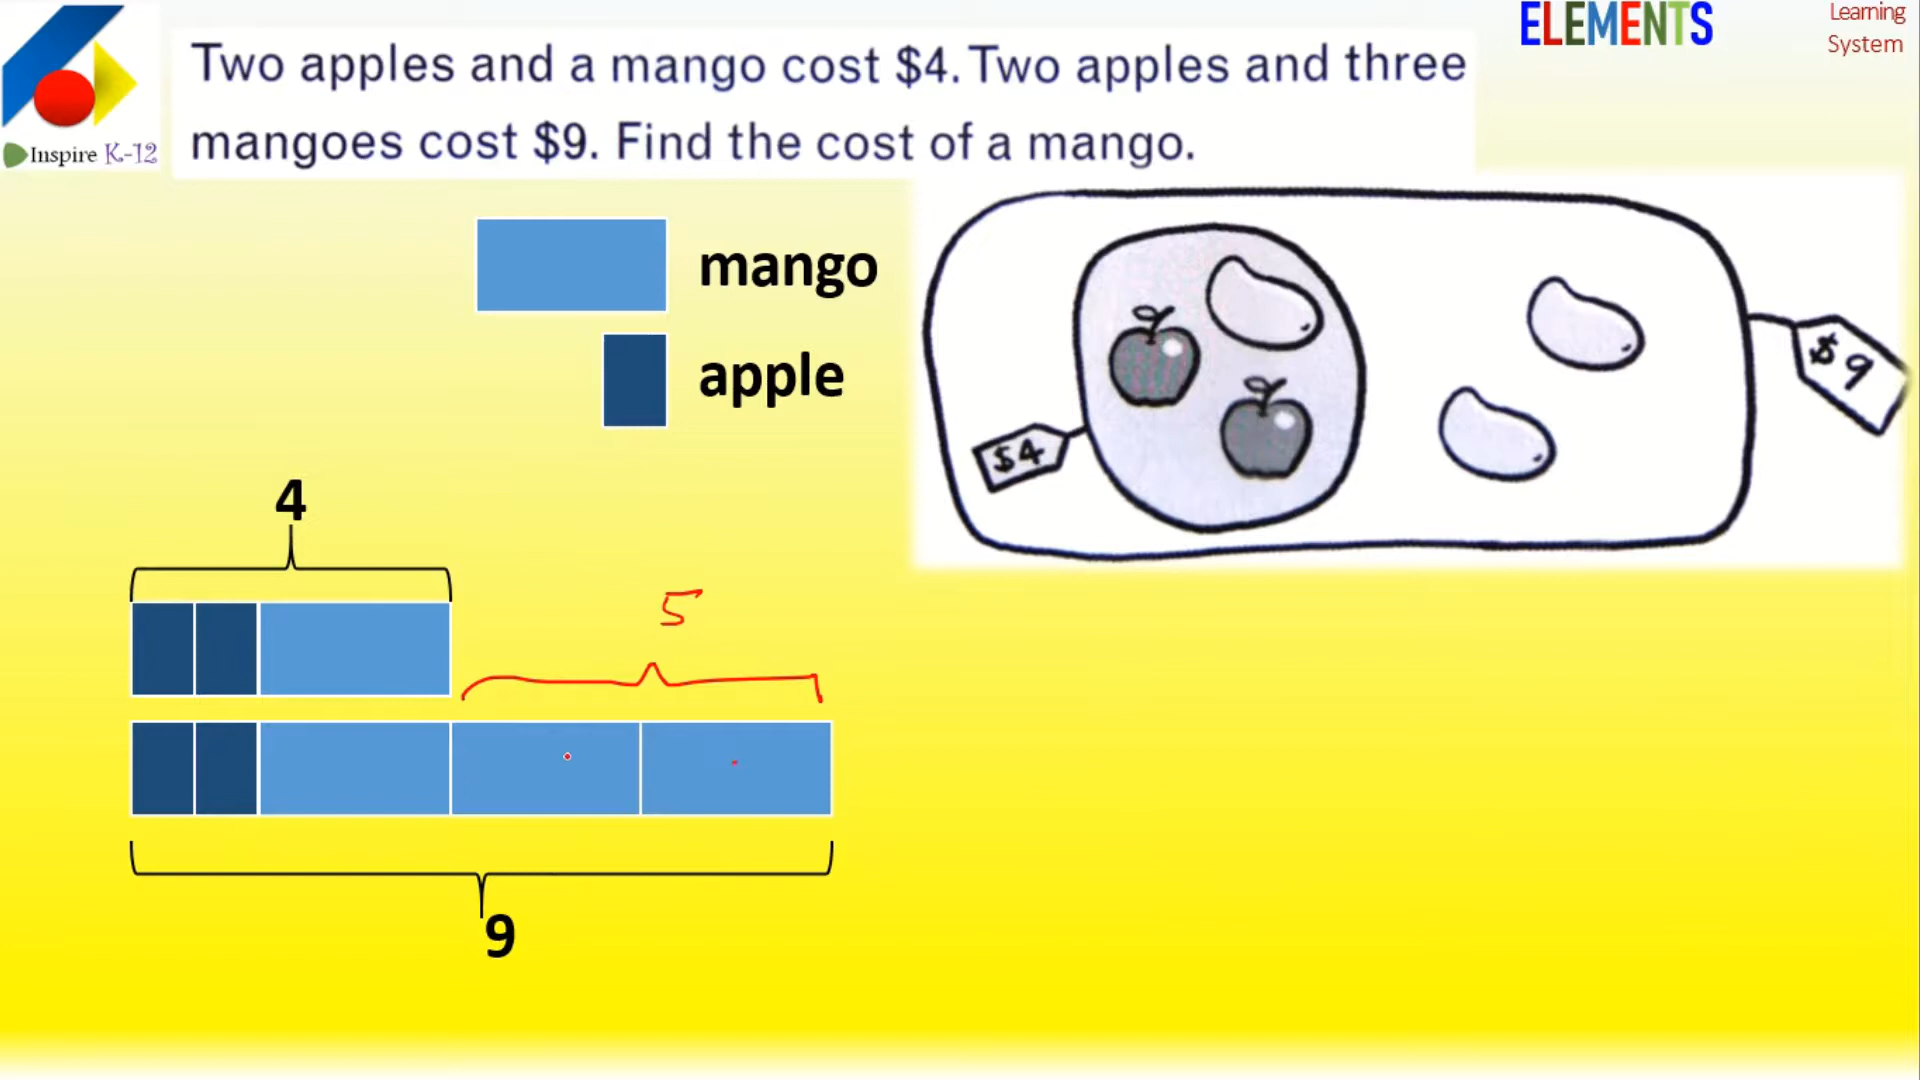 ELEMENTS
Learning
System
Inspire K-12
Two apples and a mango cost $4. Two apples and three
mangoes cost $9. Find the cost of a mango.
mango
apple
$9
$4
4
5
9